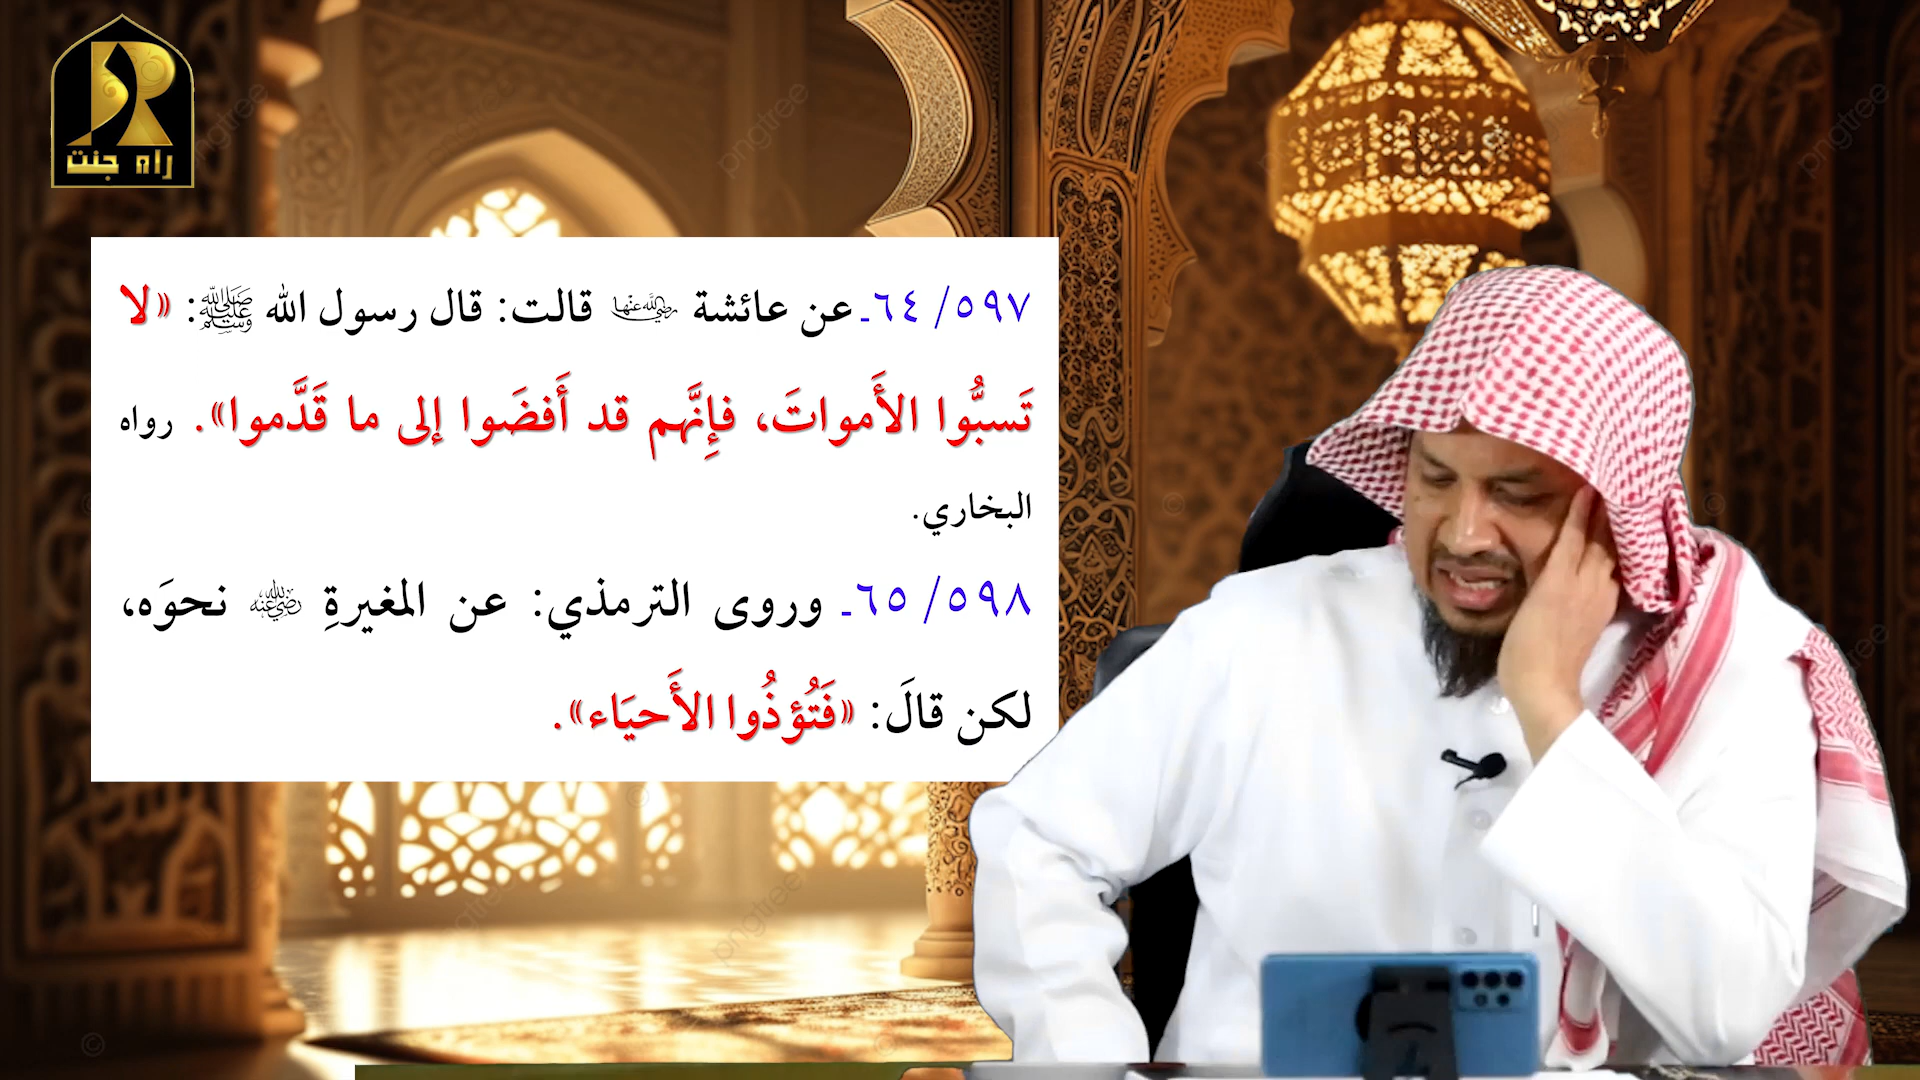 راه جنت
٥٩٧/ ٦٤ـ عن عائشة رضي الله عنها قالت: قال رسول الله ﷺ: «لا
تَسبُّوا الأَمواتَ، فإِنَّهم قد أَفضَوا إلى ما قَدَّموا». رواه
البخاري.
٥٩٨/ ٦٥ـ وروى الترمذي: عن المغيرةِ رضي الله عنه نحوَه،
لكن قالَ: «فَتُؤذُوا الأَحيَاء».
pngtree